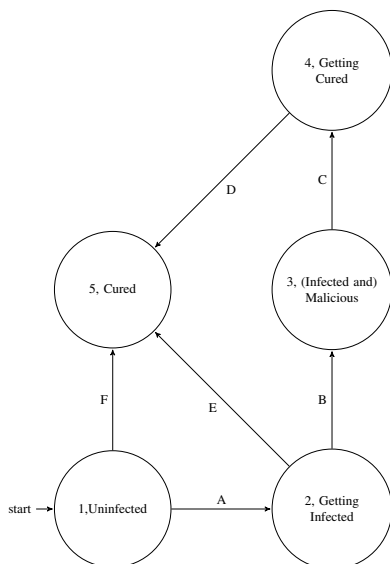 4, Getting
Cured
D
C
5, Cured
3, (Infected and)
Malicious
F
E
B
start
1,Uninfected
A
2, Getting
Infected